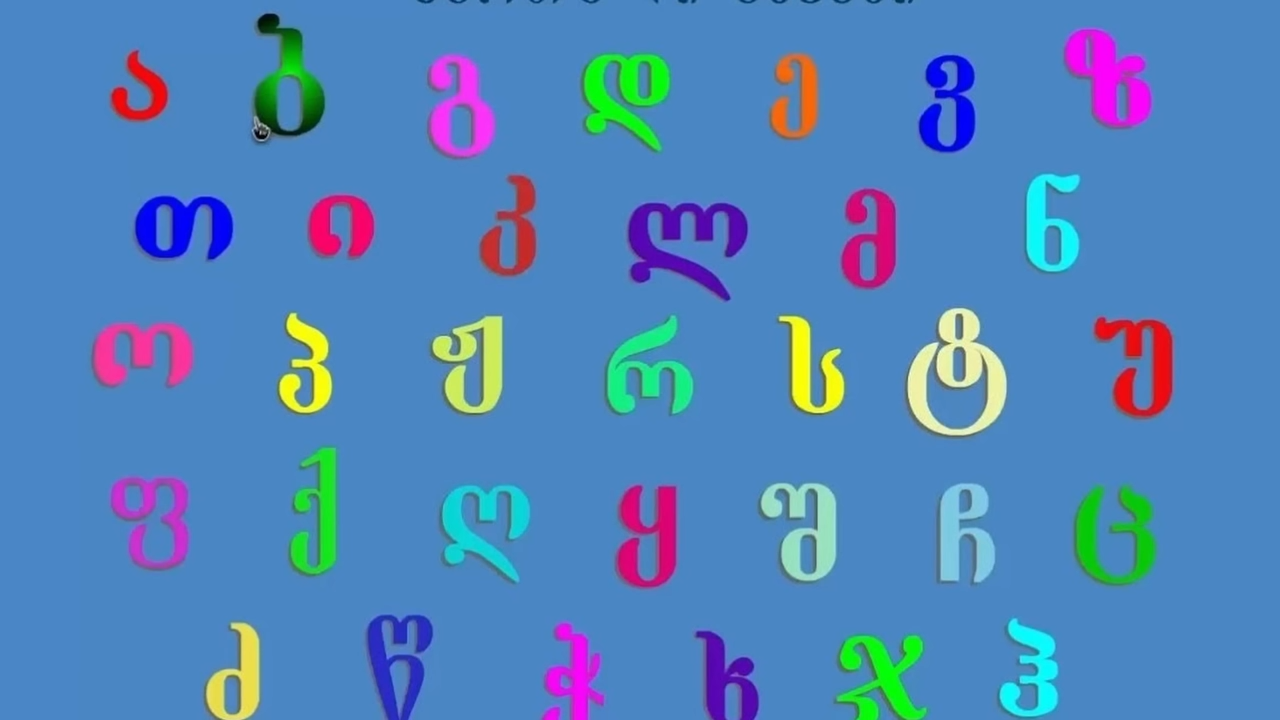 ა ბ გ დ ე ვ ზ
თ ი კ ლ მ ნ
ო პ ჟ რ ს ტ უ
ფ ქ ღ ყ შ ჩ ც
ძ წ ჭ ხ ჯ ჰ